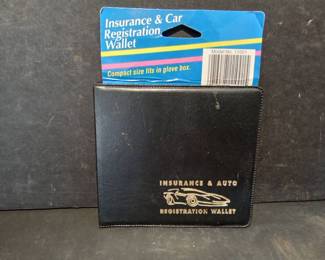 Insurance & Car
Registration
Wallet
Compact size fits in glove box.
INSURANCE & AUTO
REGISTRATION WALLET